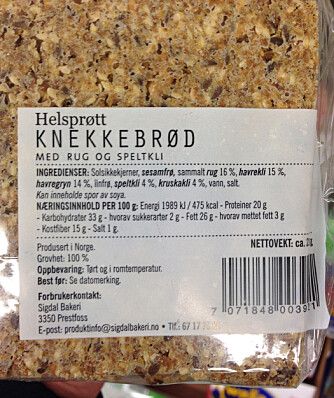 Helsprøtt
KNEKKEBRØD
MED RUG OG SPELTKLI
INGREDIENSER: Solsikkekjerner, sesamfrø, sammalt rug 16 %, havrekli 15 %,
havregryn 14 %, linfrø, speltkli 4 %, kruskakli 4 %, vann, salt.
Kan inneholde spor av soya.
NÆRINGSINNHOLD PER 100 g: Energi 1989 kJ / 475 kcal - Proteiner 20 g
- Karbohydrater 33 g - hvorav sukkerarter 2 g - Fett 26 g - hvorav mettet fett 3 g
- Kostfiber 15 g - Salt 1 g.
Produsert i Norge.
Grovhet: 100 %
NETTOVEKT: ca.
Oppbevaring: Tørt og i romtemperatur.
Best før: Se datomerking.
Forbrukerkontakt:
Sigdal Bakeri
3350 Prestfoss
E-post: produktinfo@sigdalbakeri.no • Tlf.: 67 17
7 071848 0039